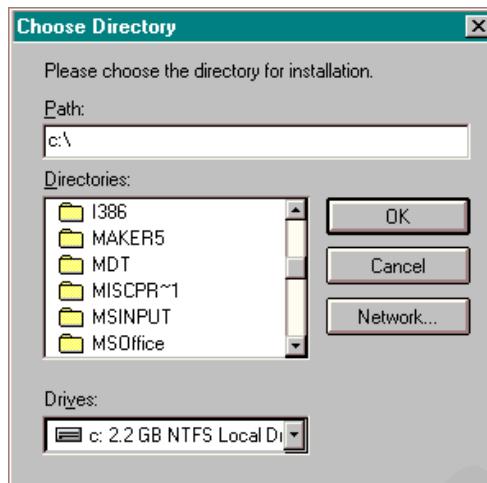 Choose Directory
Please choose the directory for installation.
Path:
c:\
Directories:
I386
MAKER5
MDT
MISCPR~1
MSINPUT
MSOffice
OK
Cancel
Network...
Drives:
c: 2.2 GB NTFS Local Dr